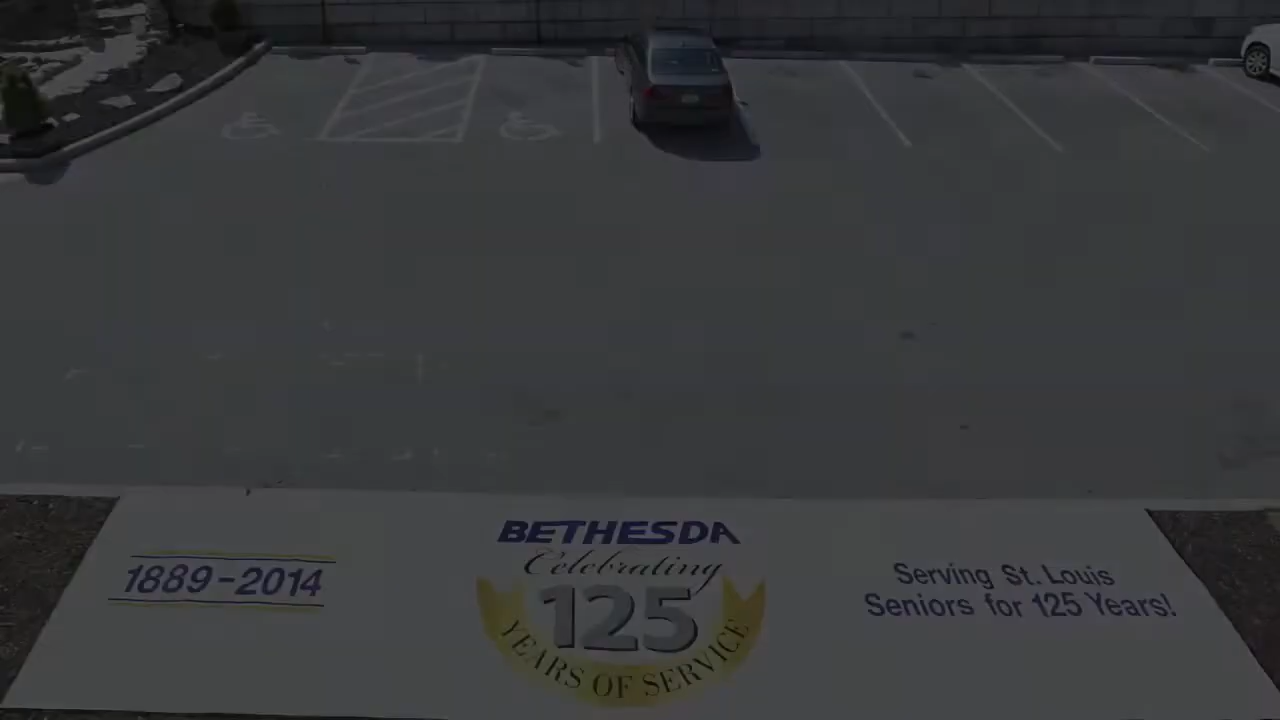 1889-2014
BETHESDA
Celebrating
125
YEARS OF SERVICE
Serving St. Louis
Seniors for 125 Years!